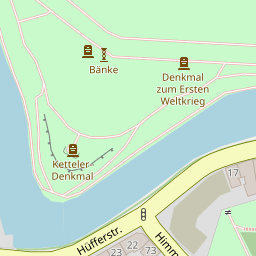 Bänke
Denkmal
zum Ersten
Weltkrieg
Ketteler-
Denkmal
17
Hüfferstr.
22
23
73
Himm